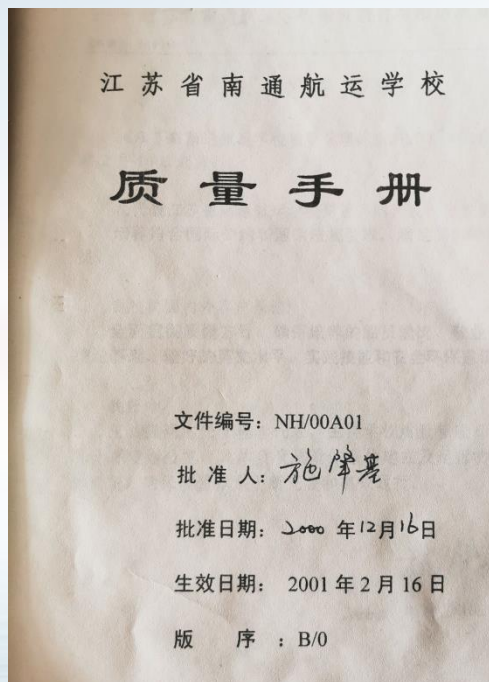 江苏省南通航运学校
质量手册
文件编号：NH/00A01
批准人：施肇基
批准日期：2000年12月16日
生效日期：2001年2月16日
版序：B/0